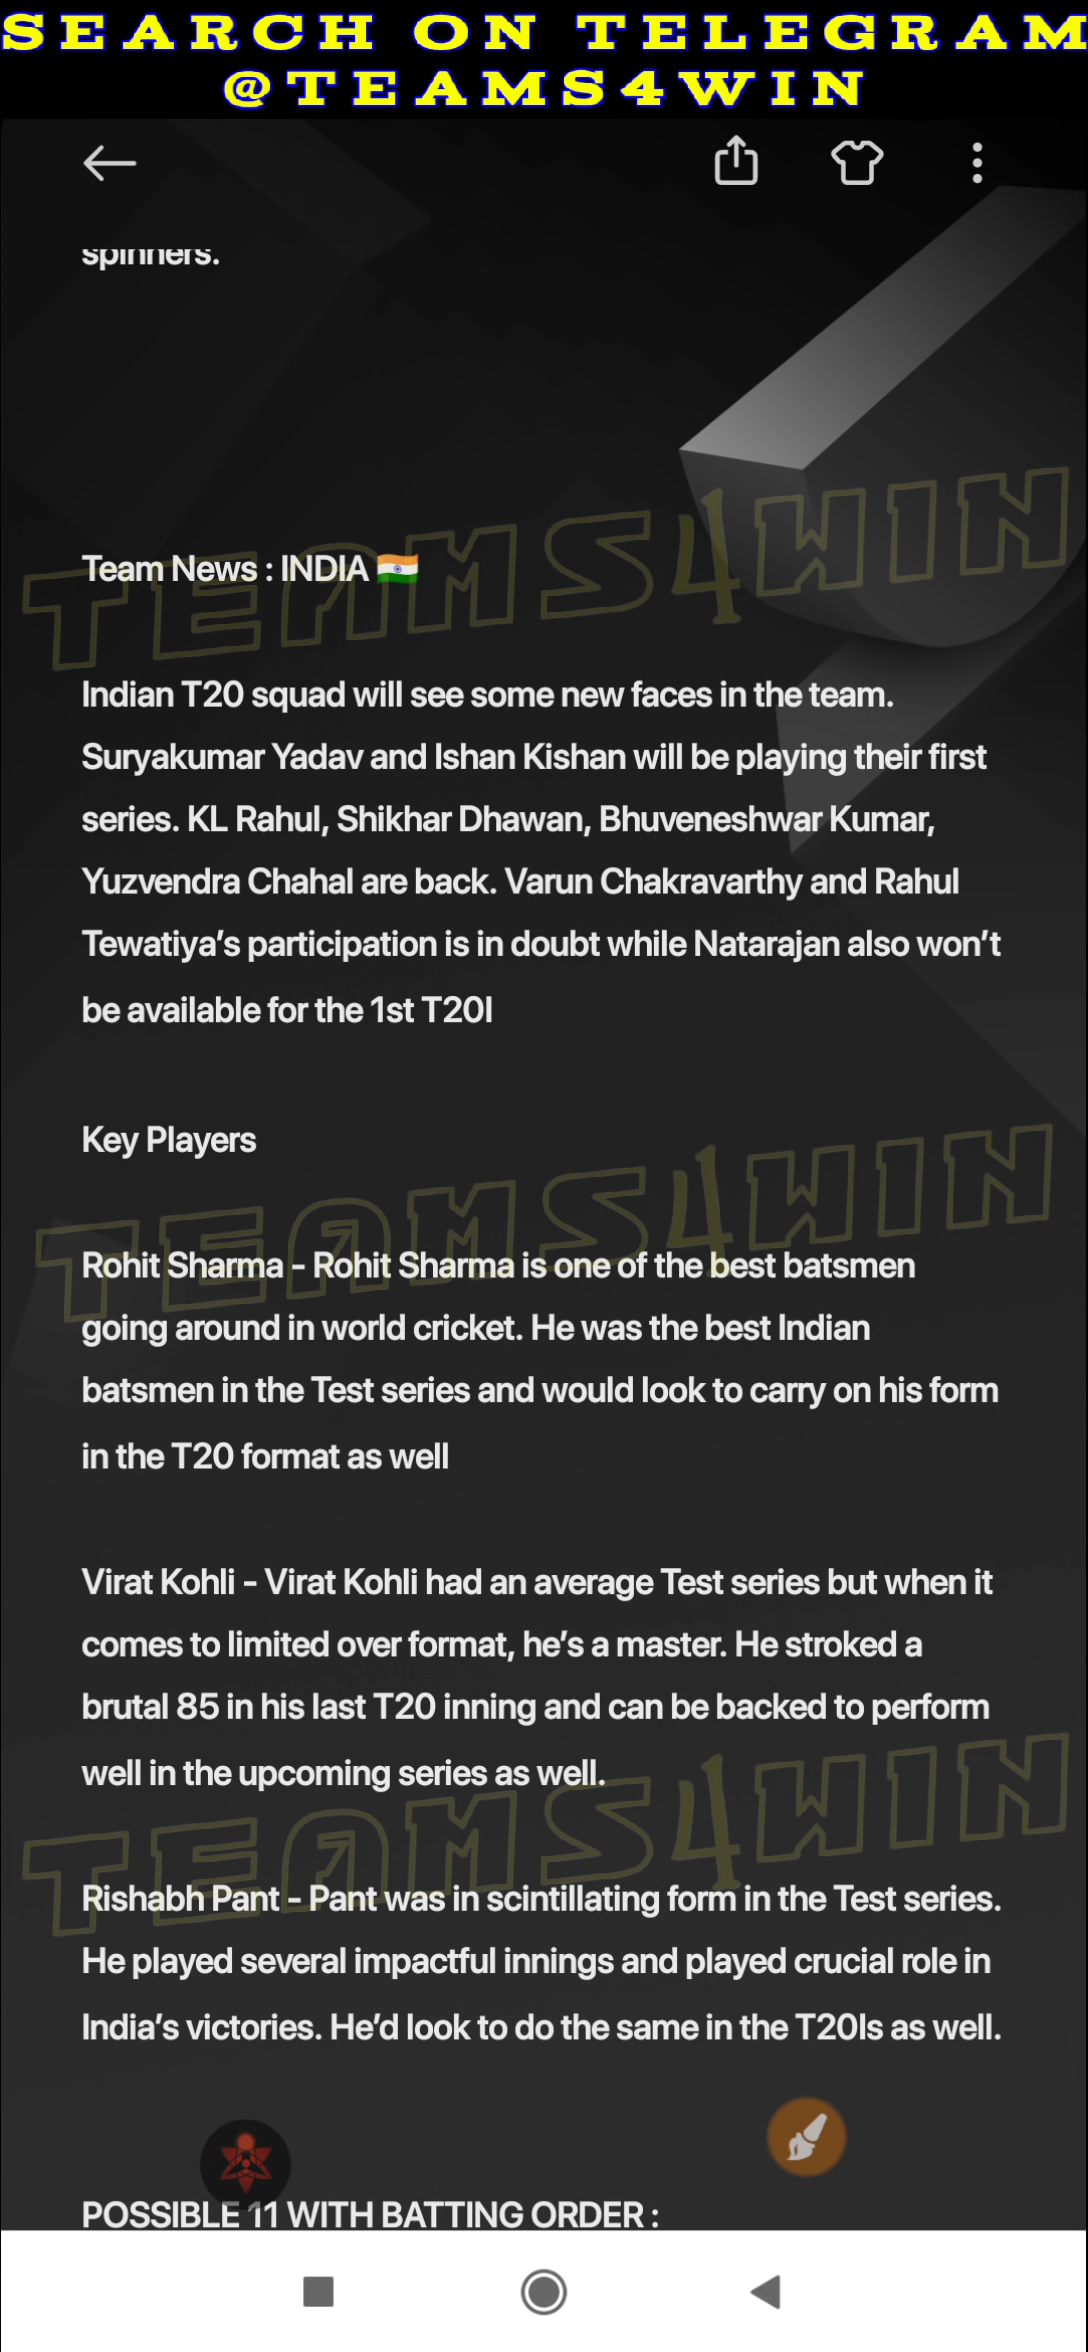 SEARCH ON TELEGRAM
@TEAMS4WIN
spinners.
Team News : INDIA 🇮🇳
TEAMS4WIN
Indian T20 squad will see some new faces in the team.
Suryakumar Yadav and Ishan Kishan will be playing their first
series. KL Rahul, Shikhar Dhawan, Bhuveneshwar Kumar,
Yuzvendra Chahal are back. Varun Chakravarthy and Rahul
Tewatiya’s participation is in doubt while Natarajan also won’t
be available for the 1st T20I
Key Players
TEAMS4WIN
Rohit Sharma - Rohit Sharma is one of the best batsmen
going around in world cricket. He was the best Indian
batsmen in the Test series and would look to carry on his form
in the T20 format as well
Virat Kohli - Virat Kohli had an average Test series but when it
comes to limited over format, he’s a master. He stroked a
brutal 85 in his last T20 inning and can be backed to perform
well in the upcoming series as well.
TEAMS4WIN
Rishabh Pant - Pant was in scintillating form in the Test series.
He played several impactful innings and played crucial role in
India’s victories. He’d look to do the same in the T20Is as well.
POSSIBLE 11 WITH BATTING ORDER :